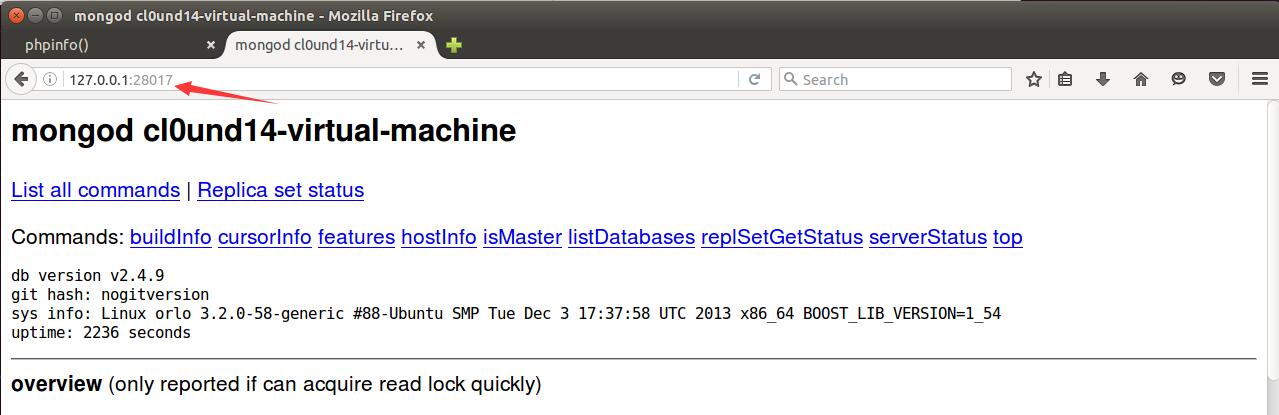 mongod cl0und14-virtual-machine - Mozilla Firefox
phpinfo()
mongod cl0und14-virtu...
127.0.0.1:28017
Search
mongod cl0und14-virtual-machine
List all commands | Replica set status
Commands: buildInfo cursorInfo features hostInfo isMaster listDatabases replSetGetStatus serverStatus top
db version v2.4.9
git hash: nogitversion
sys info: Linux orlo 3.2.0-58-generic #88-Ubuntu SMP Tue Dec 3 17:37:58 UTC 2013 x86_64 BOOST_LIB_VERSION=1_54
uptime: 2236 seconds
overview (only reported if can acquire read lock quickly)